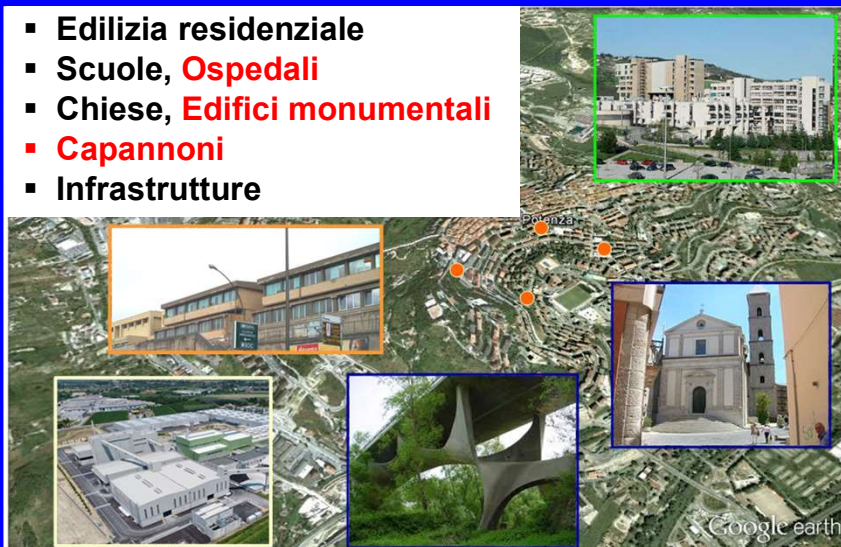 ▪ Edilizia residenziale
▪ Scuole, Ospedali
▪ Chiese, Edifici monumentali
▪ Capannoni
▪ Infrastrutture
Potenza
Google earth